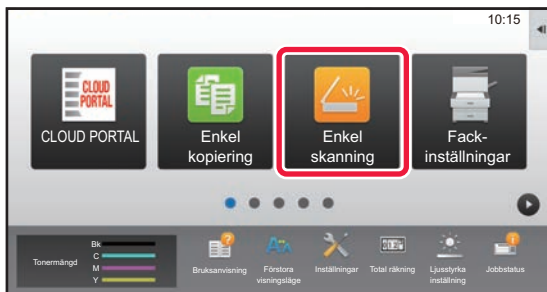 10:15
CLOUD
PORTAL
CLOUD PORTAL
Enkel
kopiering
Enkel
skanning
Fack-
inställningar
Tonermängd
Bk
C
M
Y
Bruksanvisning
Förstora
visningsläge
Inställningar
Total räkning
Ljusstyrka
inställning
Jobbstatus